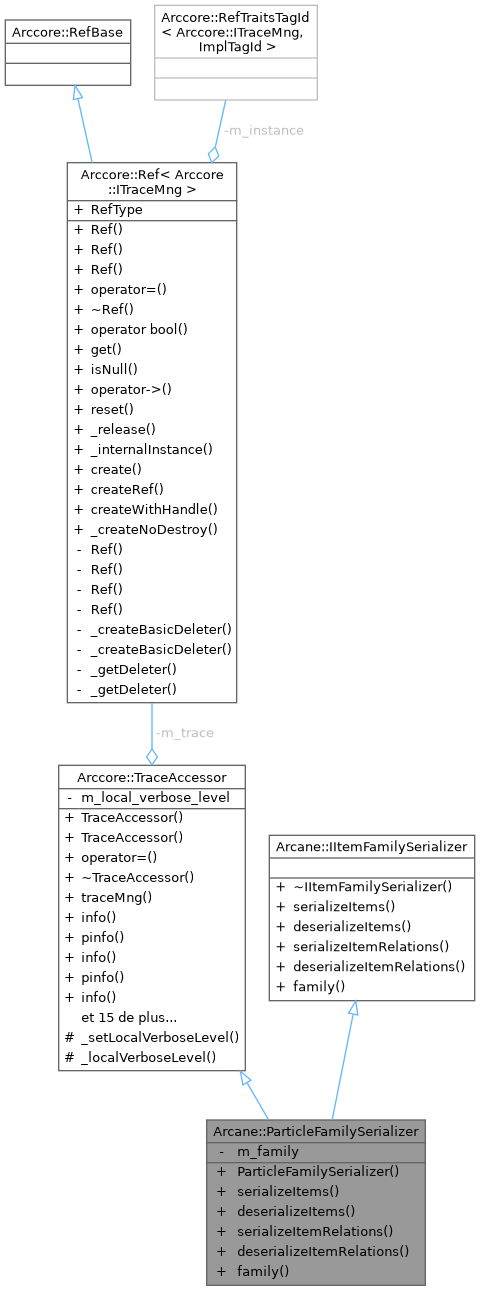 Arccore::RefBase
Arccore::RefTraitsTagId
< Arccore::ITraceMng,
ImplTagId >
-m_instance
Arccore::Ref< Arccore
::ITraceMng >
+ RefType
+ Ref()
+ Ref()
+ Ref()
+ operator=()
+ ~Ref()
+ operator bool()
+ get()
+ isNull()
+ operator->()
+ reset()
+ _release()
+ _internalInstance()
+ create()
+ createRef()
+ createWithHandle()
+ _createNoDestroy()
- Ref()
- Ref()
- Ref()
- Ref()
- _createBasicDeleter()
- _createBasicDeleter()
- _getDeleter()
- _getDeleter()
-m_trace
Arccore::TraceAccessor
- m_local_verbose_level
+ TraceAccessor()
+ TraceAccessor()
+ operator=()
+ ~TraceAccessor()
+ traceMng()
+ info()
+ pinfo()
+ info()
+ pinfo()
+ info()
et 15 de plus...
# _setLocalVerboseLevel()
# _localVerboseLevel()
Arcane::IItemFamilySerializer
+ ~IItemFamilySerializer()
+ serializeItems()
+ deserializeItems()
+ serializeItemRelations()
+ deserializeItemRelations()
+ family()
Arcane::ParticleFamilySerializer
- m_family
+ ParticleFamilySerializer()
+ serializeItems()
+ deserializeItems()
+ serializeItemRelations()
+ deserializeItemRelations()
+ family()